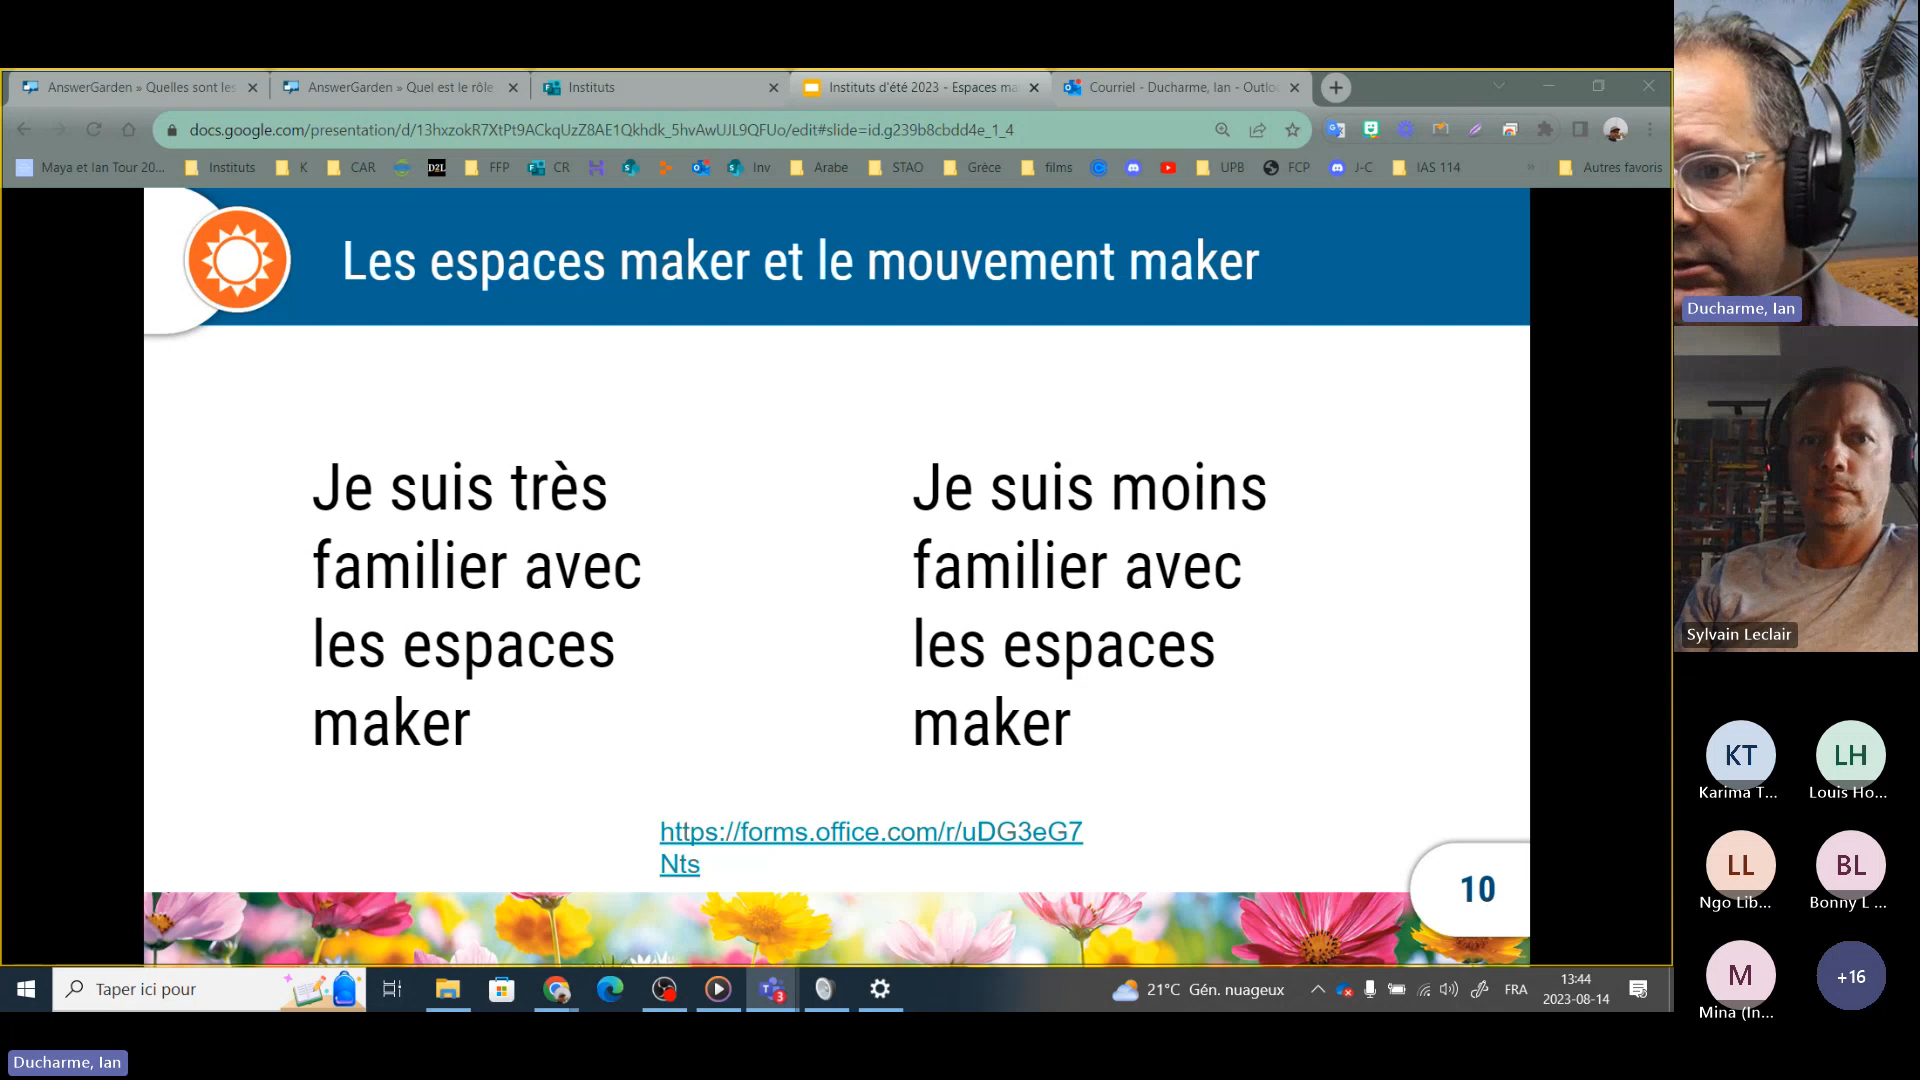 AnswerGarden » Quelles sont les
AnswerGarden » Quel est le rôle
Instituts
Instituts d'été 2023 - Espaces ma
Courriel - Ducharme, Ian - Outloo
docs.google.com/presentation/d/13hxzokR7XtPt9ACkqUzZ8AE1Qkhdk_5hvAwUJL9QFUo/edit#slide=id.g239b8cbdd4e_1_4
Maya et Ian Tour 20...
Instituts
K
CAR
D2L
FFP
CR
Inv
Arabe
STAO
Grèce
films
UPB
FCP
J-C
IAS 114
»
Autres favoris
Les espaces maker et le mouvement maker
Je suis très
familier avec
les espaces
maker
Je suis moins
familier avec
les espaces
maker
https://forms.office.com/r/uDG3eG7
Nts
10
Taper ici pour
3
21°C Gén. nuageux
FRA
13:44
2023-08-14
Ducharme, Ian
Ducharme, Ian
Sylvain Leclair
KT
Karima T...
LH
Louis Ho...
LL
Ngo Lib...
BL
Bonny L ...
M
Mina (In...
+16